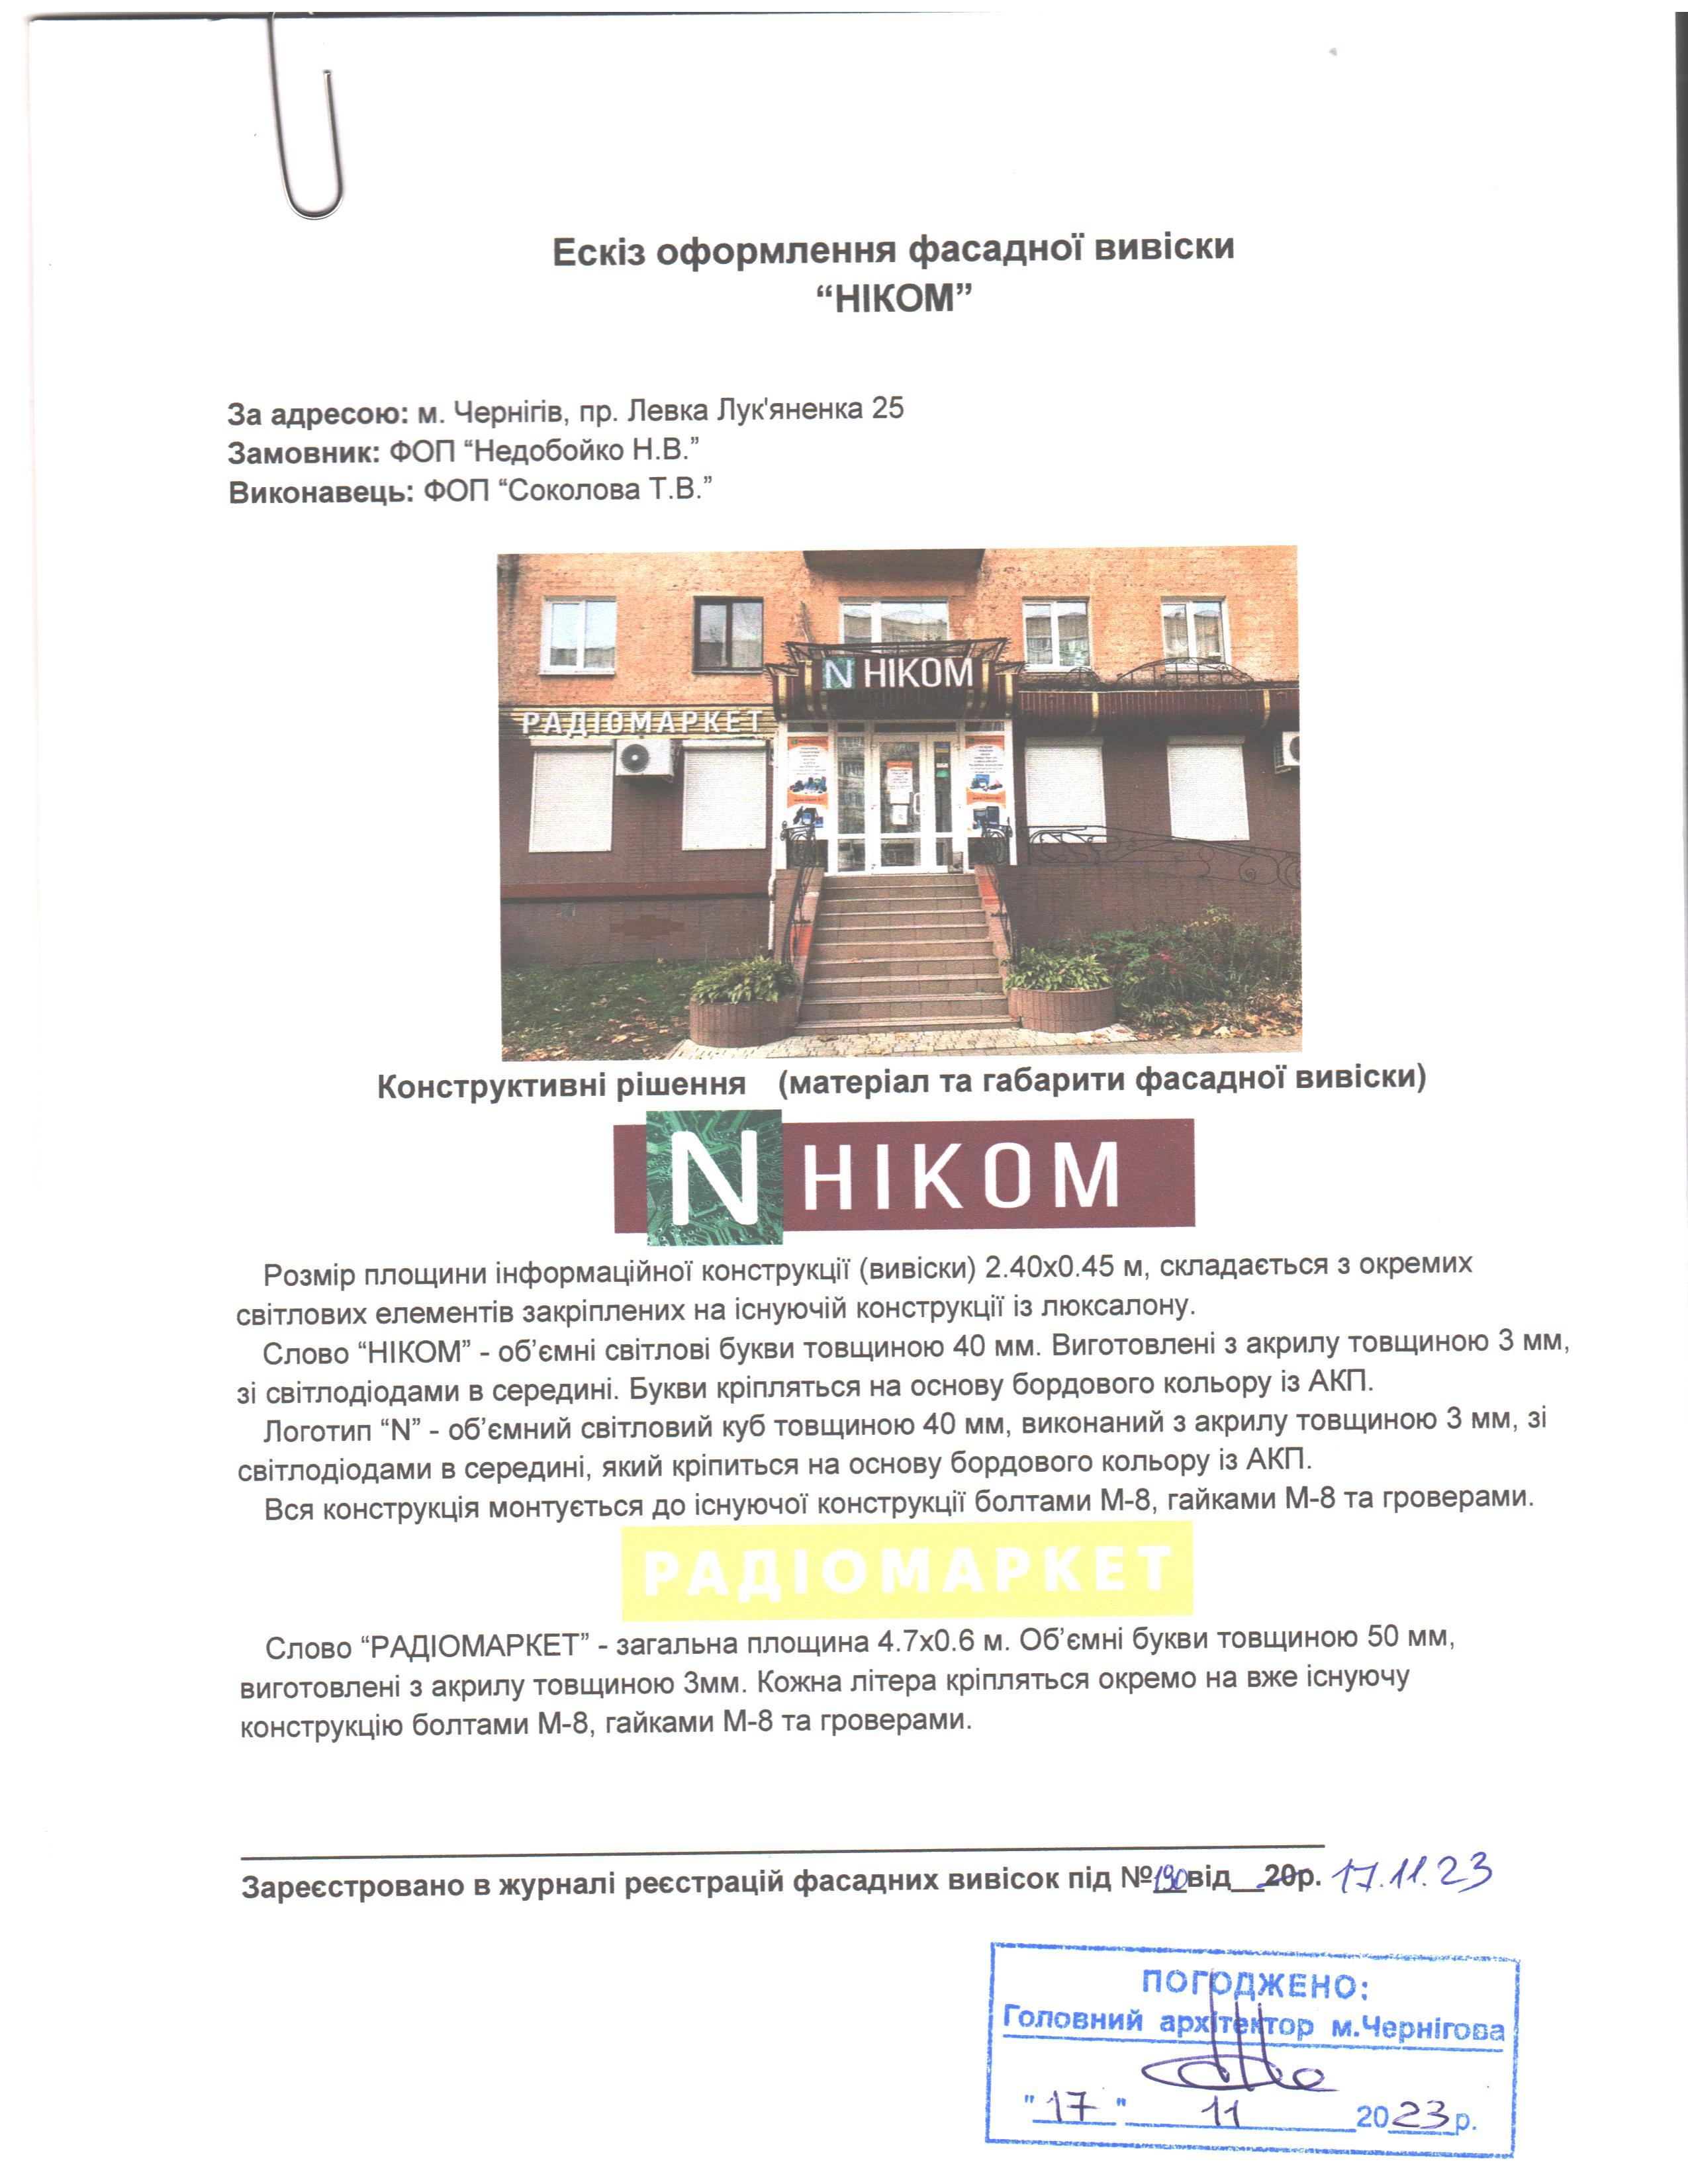 Ескіз оформлення фасадної вивіски
“НІКОМ”
За адресою: м. Чернігів, пр. Левка Лук'яненка 25
Замовник: ФОП “Недобойко Н.В.”
Виконавець: ФОП “Соколова Т.В.”
N НІКОМ
РАДІОМАРКЕТ
Конструктивні рішення (матеріал та габарити фасадної вивіски)
N НІКОМ
Розмір площини інформаційної конструкції (вивіски) 2.40х0.45 м, складається з окремих
світлових елементів закріплених на існуючій конструкції із люксалону.
Слово “НІКОМ” - об’ємні світлові букви товщиною 40 мм. Виготовлені з акрилу товщиною 3 мм,
зі світлодіодами в середині. Букви кріпляться на основу бордового кольору із АКП.
Логотип “N” - об’ємний світловий куб товщиною 40 мм, виконаний з акрилу товщиною 3 мм, зі
світлодіодами в середині, який кріпиться на основу бордового кольору із АКП.
Вся конструкція монтується до існуючої конструкції болтами М-8, гайками М-8 та гроверами.
РАДІОМАРКЕТ
Слово “РАДІОМАРКЕТ” - загальна площина 4.7х0.6 м. Об’ємні букви товщиною 50 мм,
виготовлені з акрилу товщиною 3мм. Кожна літера кріпляться окремо на вже існуючу
конструкцію болтами М-8, гайками М-8 та гроверами.
Зареєстровано в журналі реєстрацій фасадних вивісок під №190 від__20р. 17.11.23
ПОГОДЖЕНО:
Головний архітектор м.Чернігова
"17" 11 2023р.